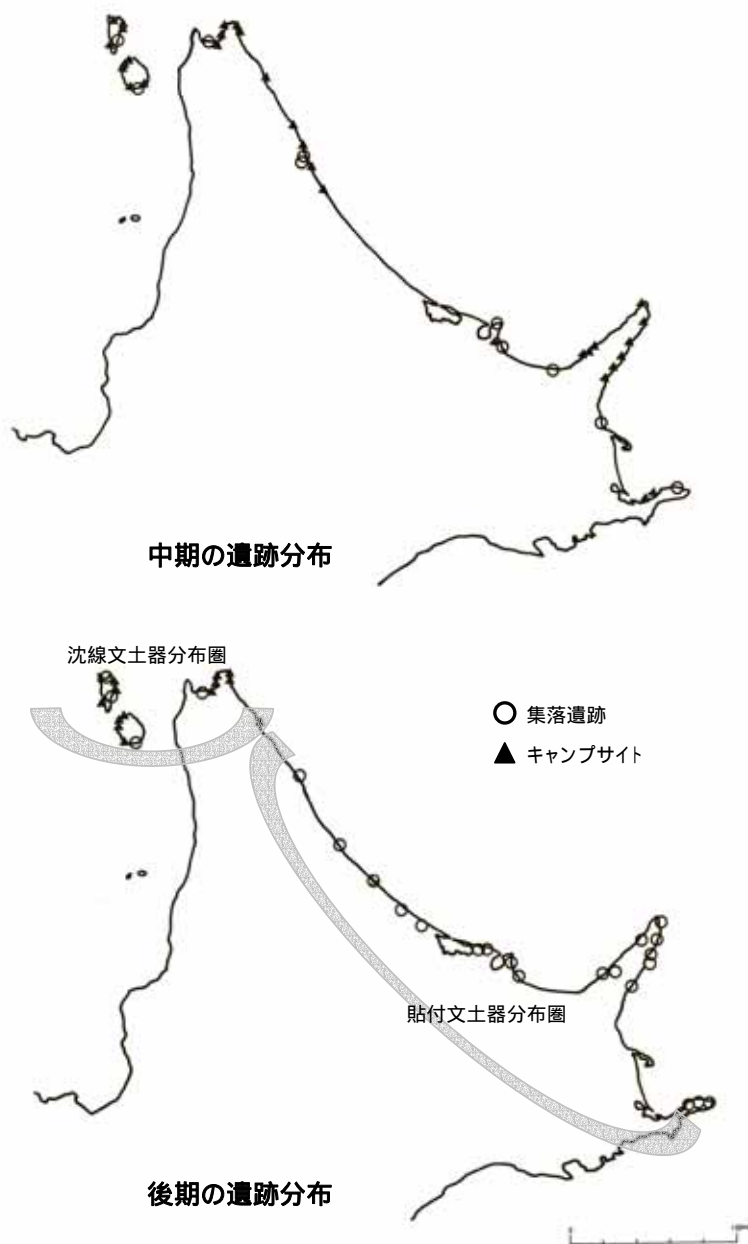 中期の遺跡分布
沈線文土器分布圏
○ 集落遺跡
▲ キャンプサイト
貼付文土器分布圏
後期の遺跡分布